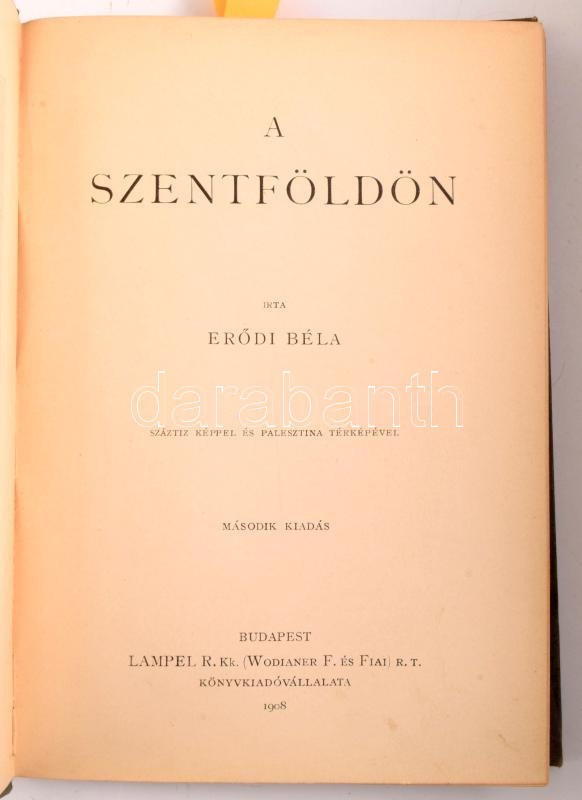 A
SZENTFÖLDÖN
IRTA
ERŐDI BÉLA
darabanth
SZÁZTIZ KÉPPEL ÉS PALESZTINA TÉRKÉPÉVEL
MÁSODIK KIADÁS
BUDAPEST
LAMPEL R. KK. (WODIANER F. ÉS FIAI) R. T.
KÖNYVKIADÓVÁLLALATA
1908